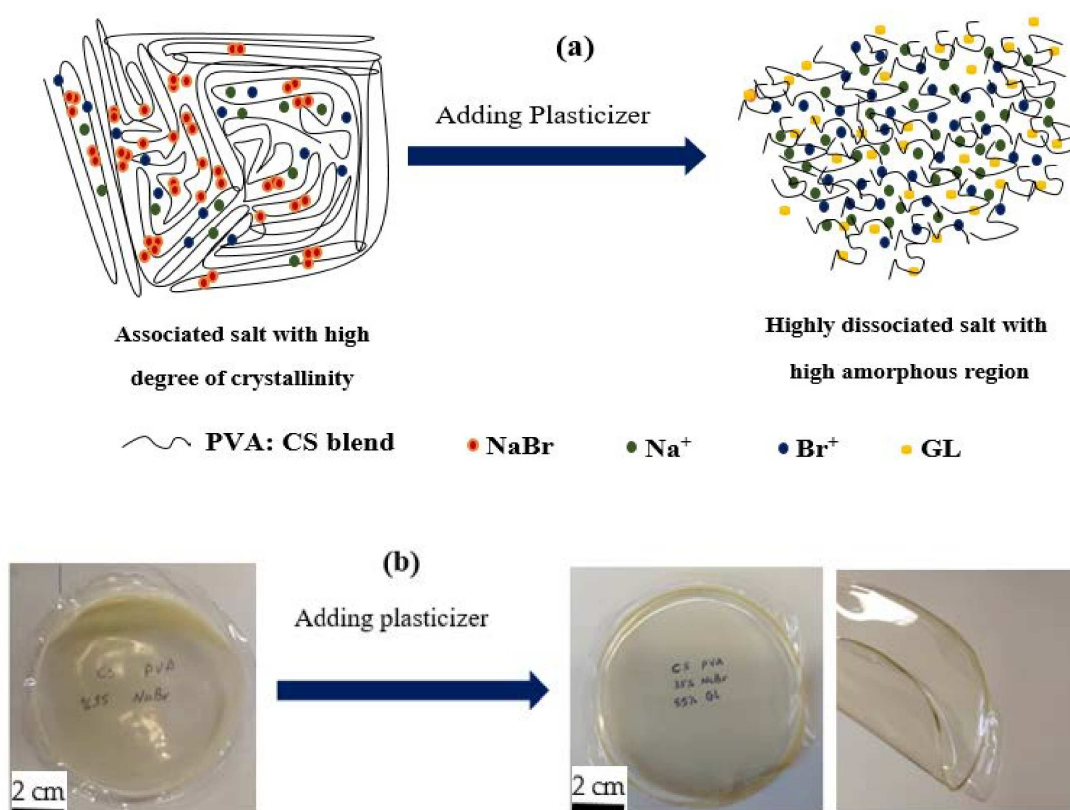 (a)
Adding Plasticizer
Associated salt with high
degree of crystallinity
Highly dissociated salt with
high amorphous region
PVA: CS blend
NaBr
Na⁺
Br⁺
GL
(b)
Adding plasticizer
CS PVA
%35 NaBr
2 cm
CS PVA
35% NaBr
55% GL
2 cm